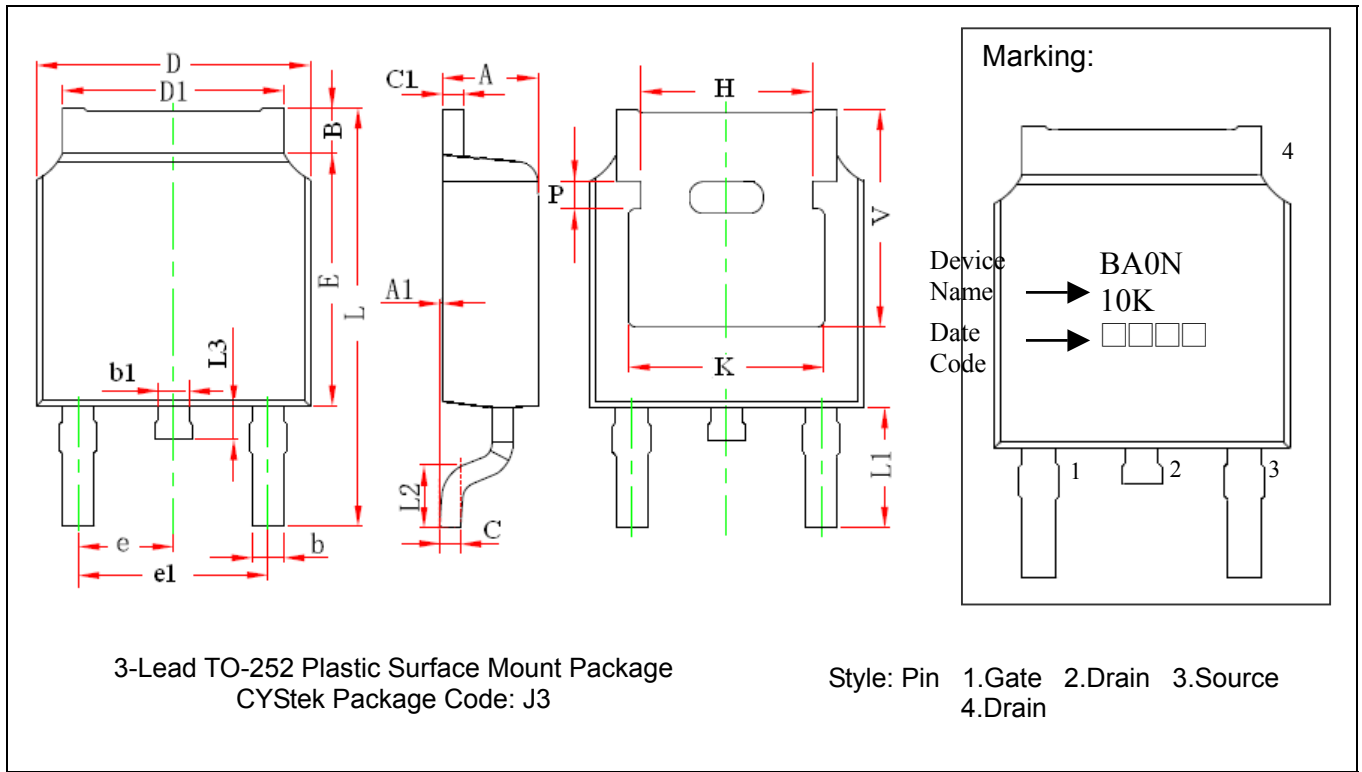 D
D1
B
E
L
L3
b1
e
e1
b
C1
A
A1
L2
C
H
P
V
K
L1
Marking:
4
Device
Name
BA0N
10K
Date
Code
□□□□
1
2
3
3-Lead TO-252 Plastic Surface Mount Package
CYStek Package Code: J3
Style: Pin 1.Gate 2.Drain 3.Source
4.Drain